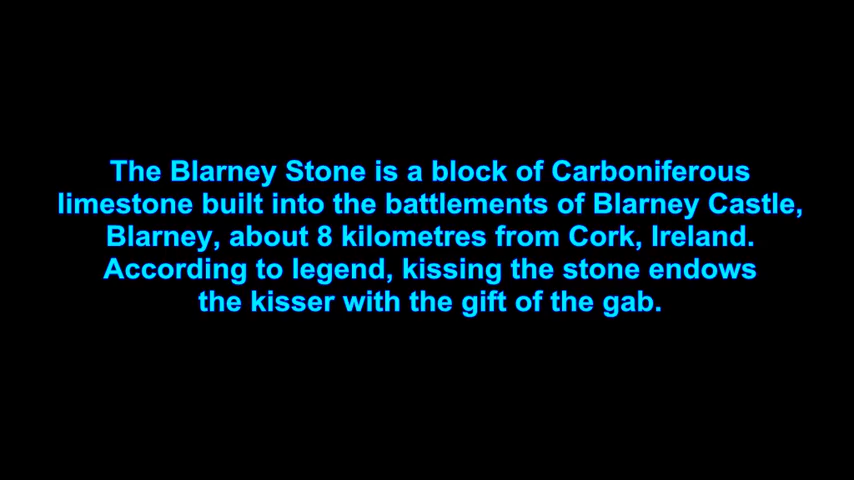 The Blarney Stone is a block of Carboniferous
limestone built into the battlements of Blarney Castle,
Blarney, about 8 kilometres from Cork, Ireland.
According to legend, kissing the stone endows
the kisser with the gift of the gab.